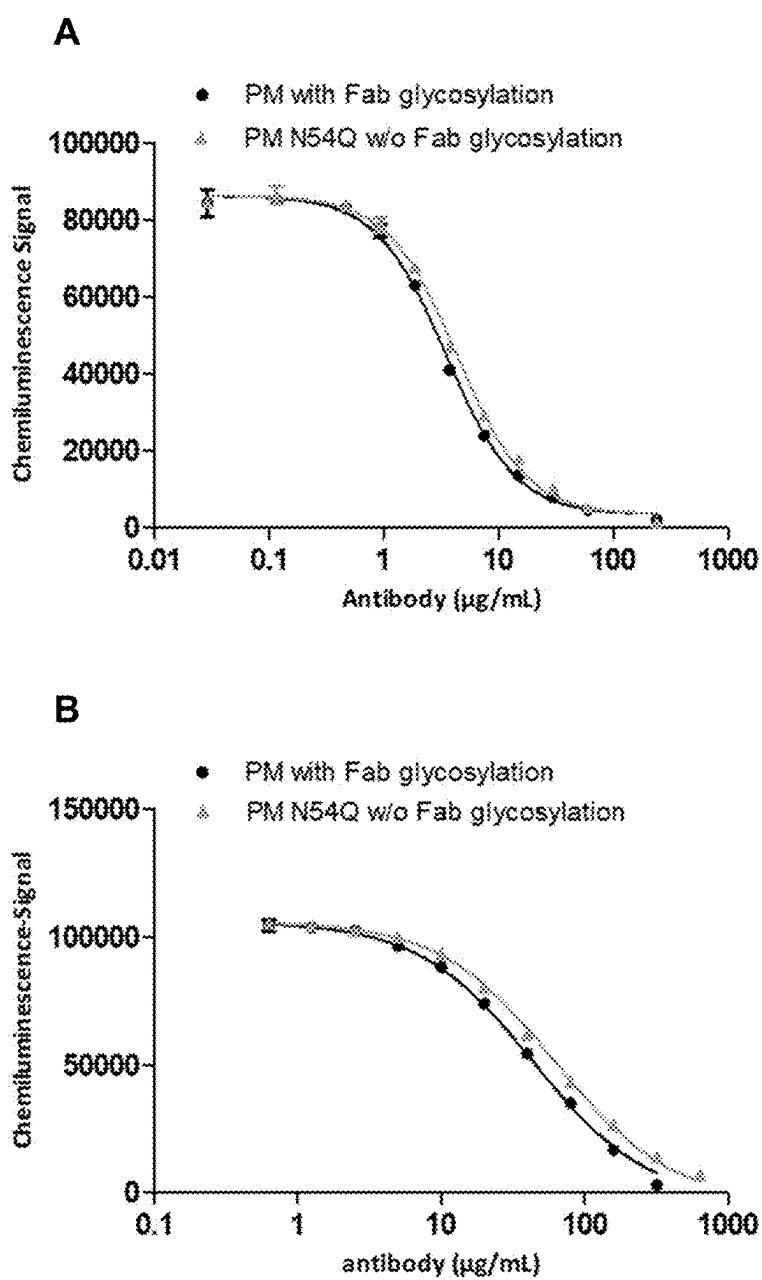 A
PM with Fab glycosylation
PM N54Q w/o Fab glycosylation
Chemiluminescence Signal
100000
80000
60000
40000
20000
0
0.01 0.1 1 10 100 1000
Antibody (µg/mL)
B
PM with Fab glycosylation
PM N54Q w/o Fab glycosylation
Chemiluminescence-Signal
150000
100000
50000
0
0.1 1 10 100 1000
antibody (µg/mL)